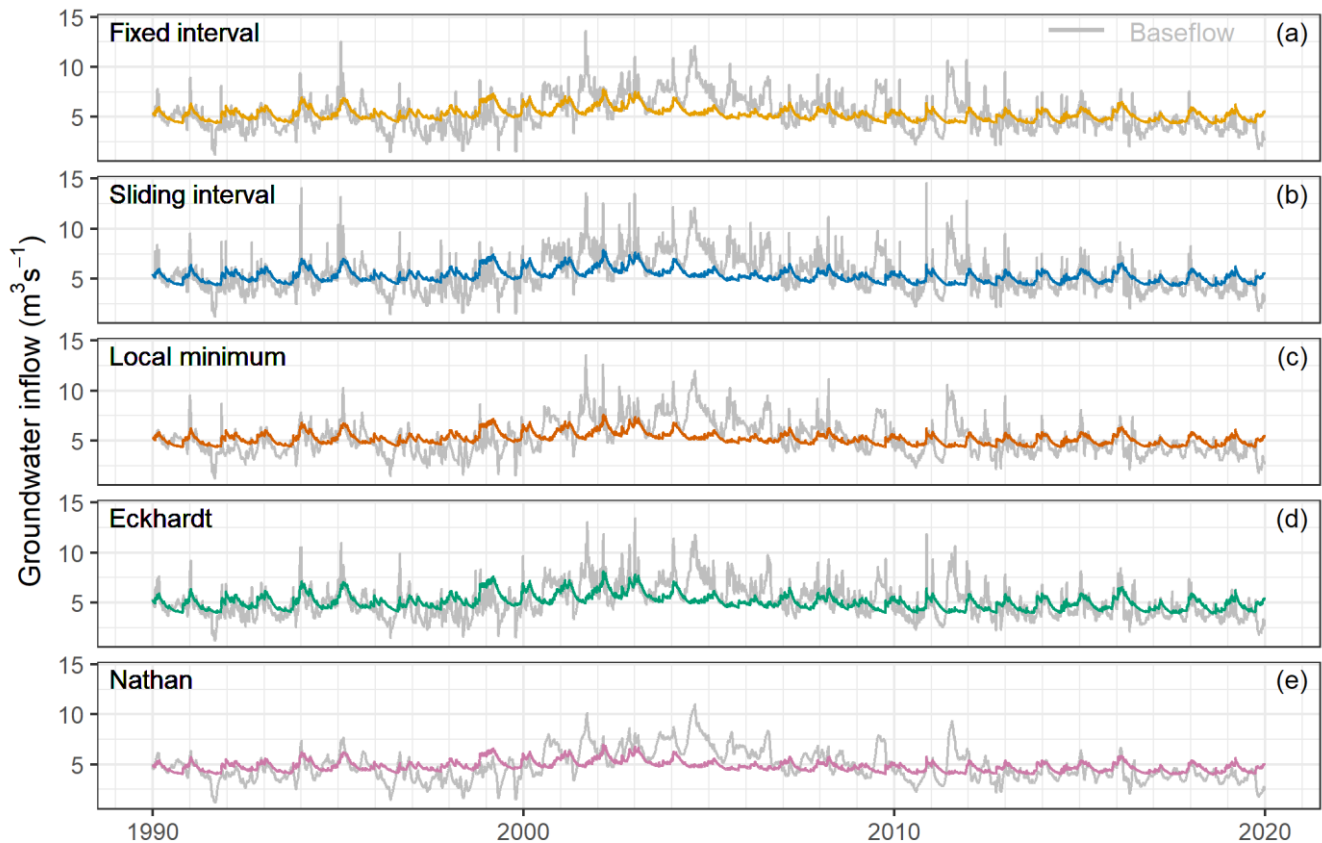 Groundwater inflow (m³s⁻¹)
15
10
5
Fixed interval
Baseflow
(a)
15
10
5
Sliding interval
(b)
15
10
5
Local minimum
(c)
15
10
5
Eckhardt
(d)
15
10
5
Nathan
(e)
1990
2000
2010
2020